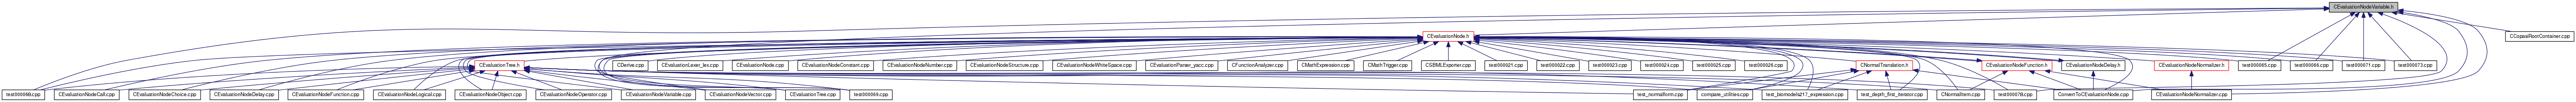 CEvaluationNodeVariable.h
CEvaluationNode.h
CCopasiRootContainer.cpp
CEvaluationTree.h
CDerive.cpp
CEvaluationLexer_lex.cpp
CEvaluationNode.cpp
CEvaluationNodeConstant.cpp
CEvaluationNodeNumber.cpp
CEvaluationNodeStructure.cpp
CEvaluationNodeWhiteSpace.cpp
CEvaluationParser_yacc.cpp
CFunctionAnalyzer.cpp
CMathExpression.cpp
CMathTrigger.cpp
CSBMLExporter.cpp
test000021.cpp
test000022.cpp
test000023.cpp
test000024.cpp
test000025.cpp
test000026.cpp
CNormalTranslation.h
CEvaluationNodeFunction.h
CEvaluationNodeDelay.h
CEvaluationNodeNormalizer.h
test000065.cpp
test000066.cpp
test000071.cpp
test000073.cpp
test000068.cpp
CEvaluationNodeCall.cpp
CEvaluationNodeChoice.cpp
CEvaluationNodeDelay.cpp
CEvaluationNodeFunction.cpp
CEvaluationNodeLogical.cpp
CEvaluationNodeObject.cpp
CEvaluationNodeOperator.cpp
CEvaluationNodeVariable.cpp
CEvaluationNodeVector.cpp
CEvaluationTree.cpp
test000069.cpp
test_normalform.cpp
compare_utilities.cpp
test_biomodels217_expression.cpp
test_depth_first_iterator.cpp
CNormalItem.cpp
test000078.cpp
ConvertToCEvaluationNode.cpp
CEvaluationNodeNormalizer.cpp